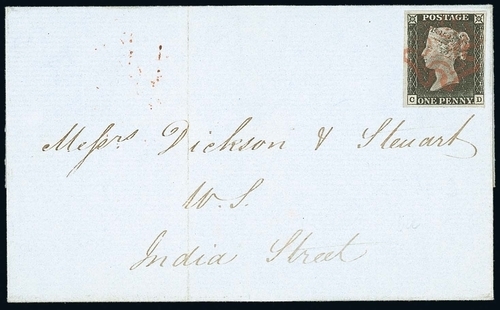 POSTAGE
C D
ONE PENNY
Messrs Dickson & Steuart
W. S.
India Street